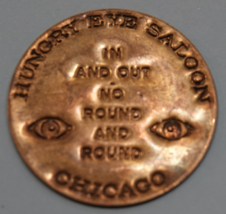 HUNGRY EYE SALOON
IN
AND OUT
NO
ROUND
AND
ROUND
CHICAGO